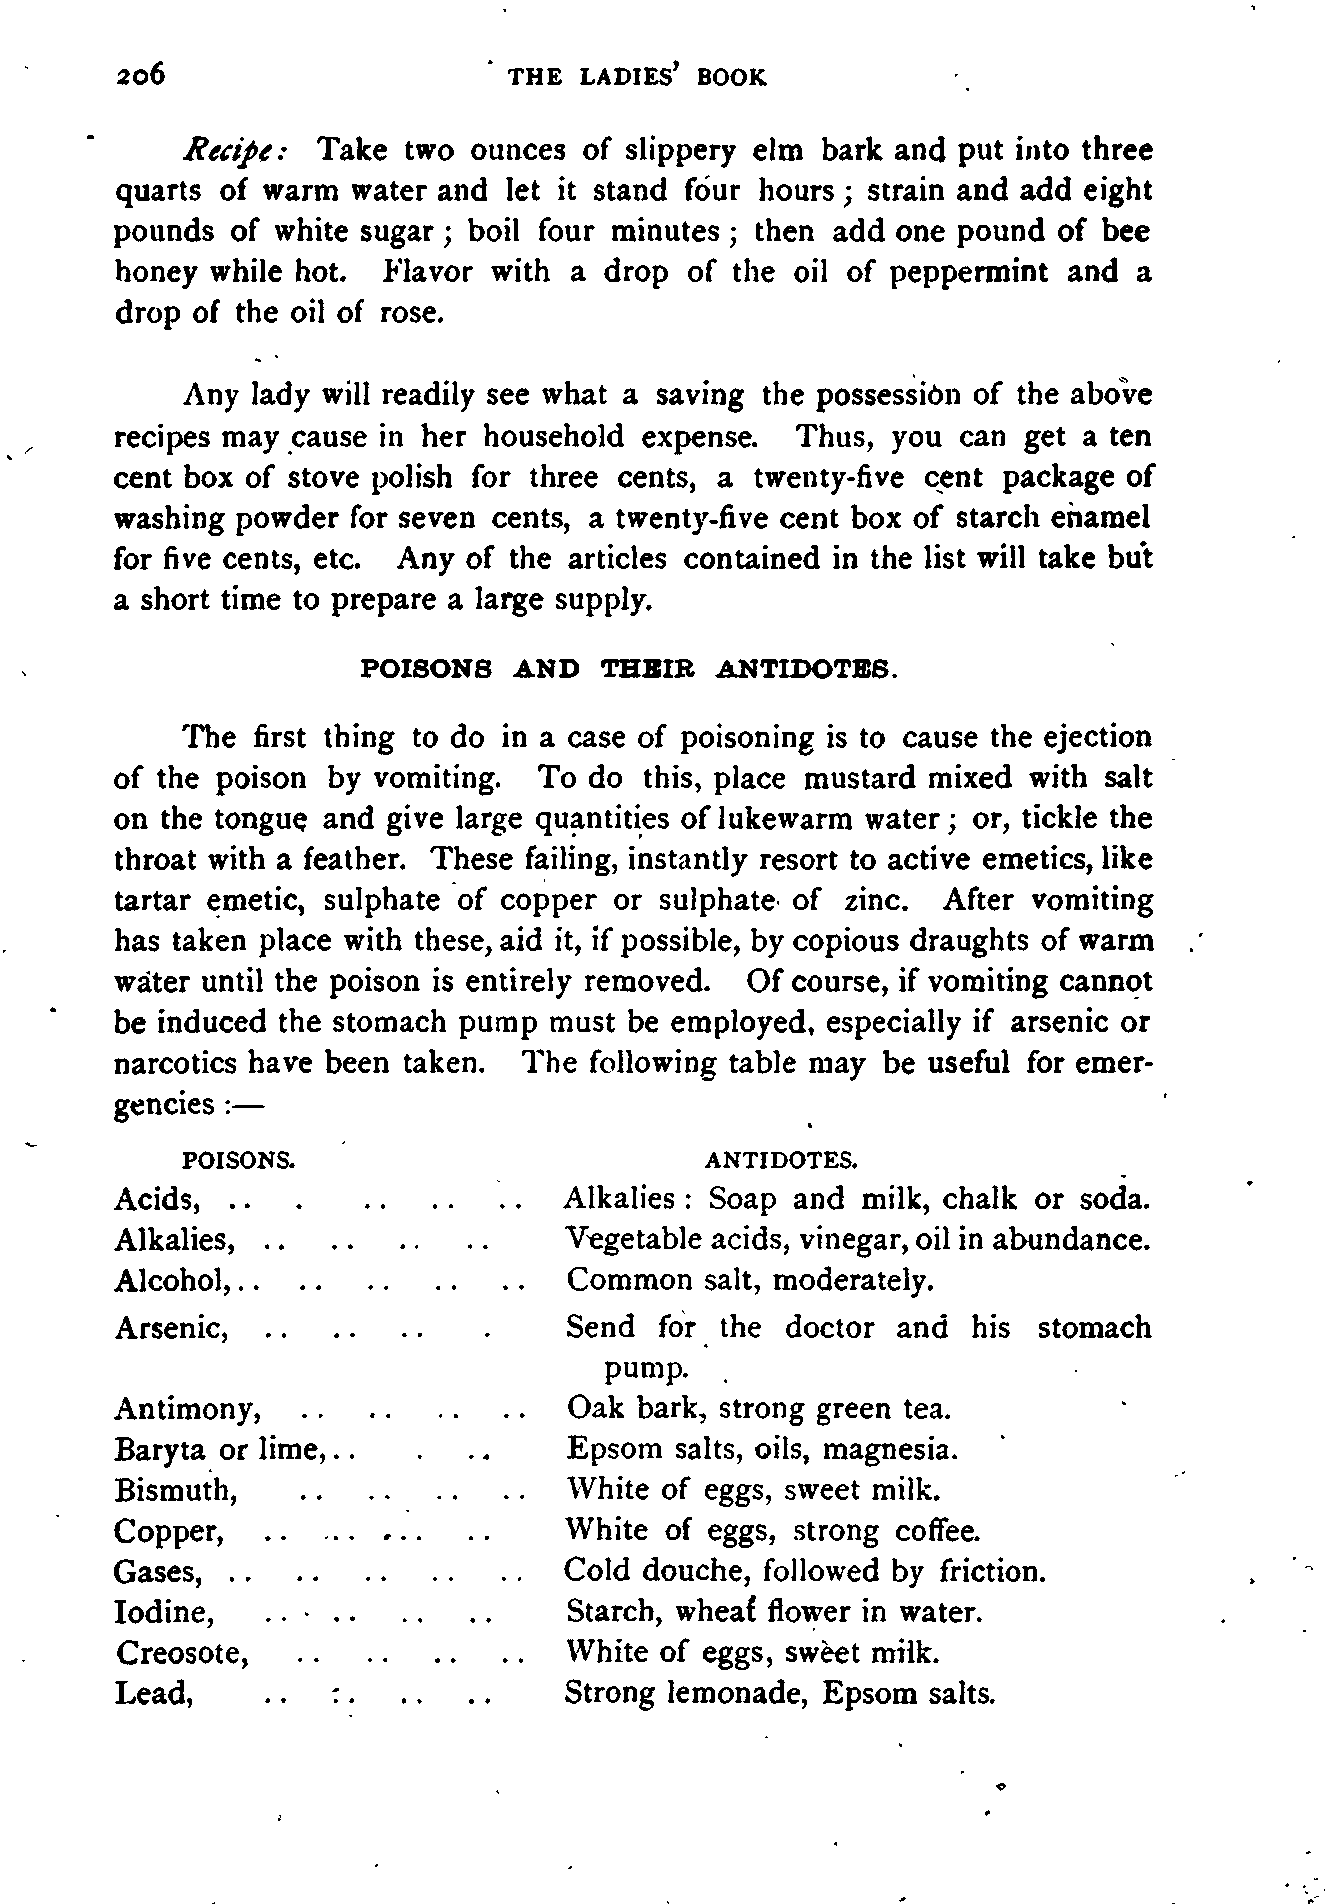 206 THE LADIES' BOOK
Recipe: Take two ounces of slippery elm bark and put into three
quarts of warm water and let it stand four hours; strain and add eight
pounds of white sugar; boil four minutes; then add one pound of bee
honey while hot. Flavor with a drop of the oil of peppermint and a
drop of the oil of rose.
Any lady will readily see what a saving the possession of the above
recipes may cause in her household expense. Thus, you can get a ten
cent box of stove polish for three cents, a twenty-five cent package of
washing powder for seven cents, a twenty-five cent box of starch enamel
for five cents, etc. Any of the articles contained in the list will take but
a short time to prepare a large supply.
POISONS AND THEIR ANTIDOTES.
The first thing to do in a case of poisoning is to cause the ejection
of the poison by vomiting. To do this, place mustard mixed with salt
on the tongue and give large quantities of lukewarm water; or, tickle the
throat with a feather. These failing, instantly resort to active emetics, like
tartar emetic, sulphate of copper or sulphate of zinc. After vomiting
has taken place with these, aid it, if possible, by copious draughts of warm
water until the poison is entirely removed. Of course, if vomiting cannot
be induced the stomach pump must be employed, especially if arsenic or
narcotics have been taken. The following table may be useful for emer-
gencies:—
POISONS. ANTIDOTES.
Acids, .. . .. .. .. Alkalies: Soap and milk, chalk or soda.
Alkalies, .. .. .. .. Vegetable acids, vinegar, oil in abundance.
Alcohol, .. .. .. .. .. Common salt, moderately.
Arsenic, .. .. .. . Send for the doctor and his stomach
pump.
Antimony, .. .. .. .. Oak bark, strong green tea.
Baryta or lime, .. . .. Epsom salts, oils, magnesia.
Bismuth, .. .. .. .. White of eggs, sweet milk.
Copper, .. .. .. .. White of eggs, strong coffee.
Gases, .. .. .. .. .. Cold douche, followed by friction.
Iodine, .. .. .. .. Starch, wheat flower in water.
Creosote, .. .. .. .. White of eggs, sweet milk.
Lead, .. .. .. .. Strong lemonade, Epsom salts.